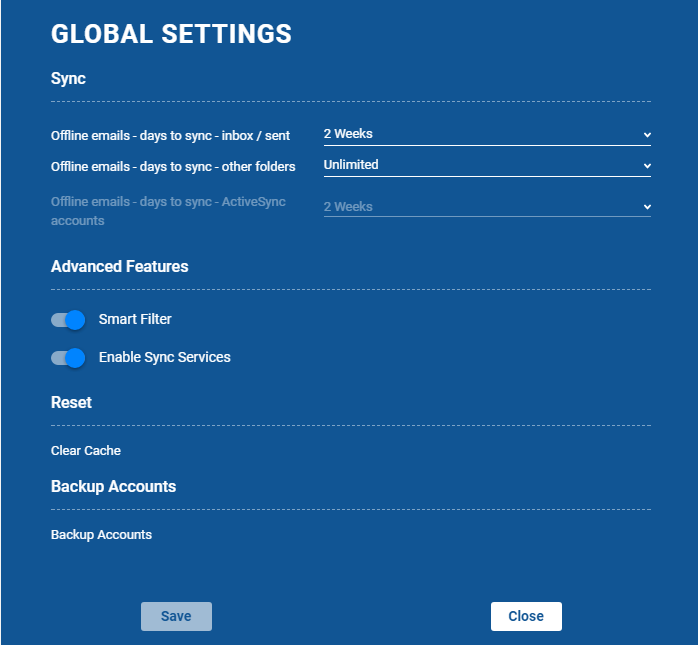 GLOBAL SETTINGS
Sync
Offline emails - days to sync - inbox / sent
2 Weeks
Offline emails - days to sync - other folders
Unlimited
Offline emails - days to sync - ActiveSync
accounts
2 Weeks
Advanced Features
Smart Filter
Enable Sync Services
Reset
Clear Cache
Backup Accounts
Backup Accounts
Save
Close